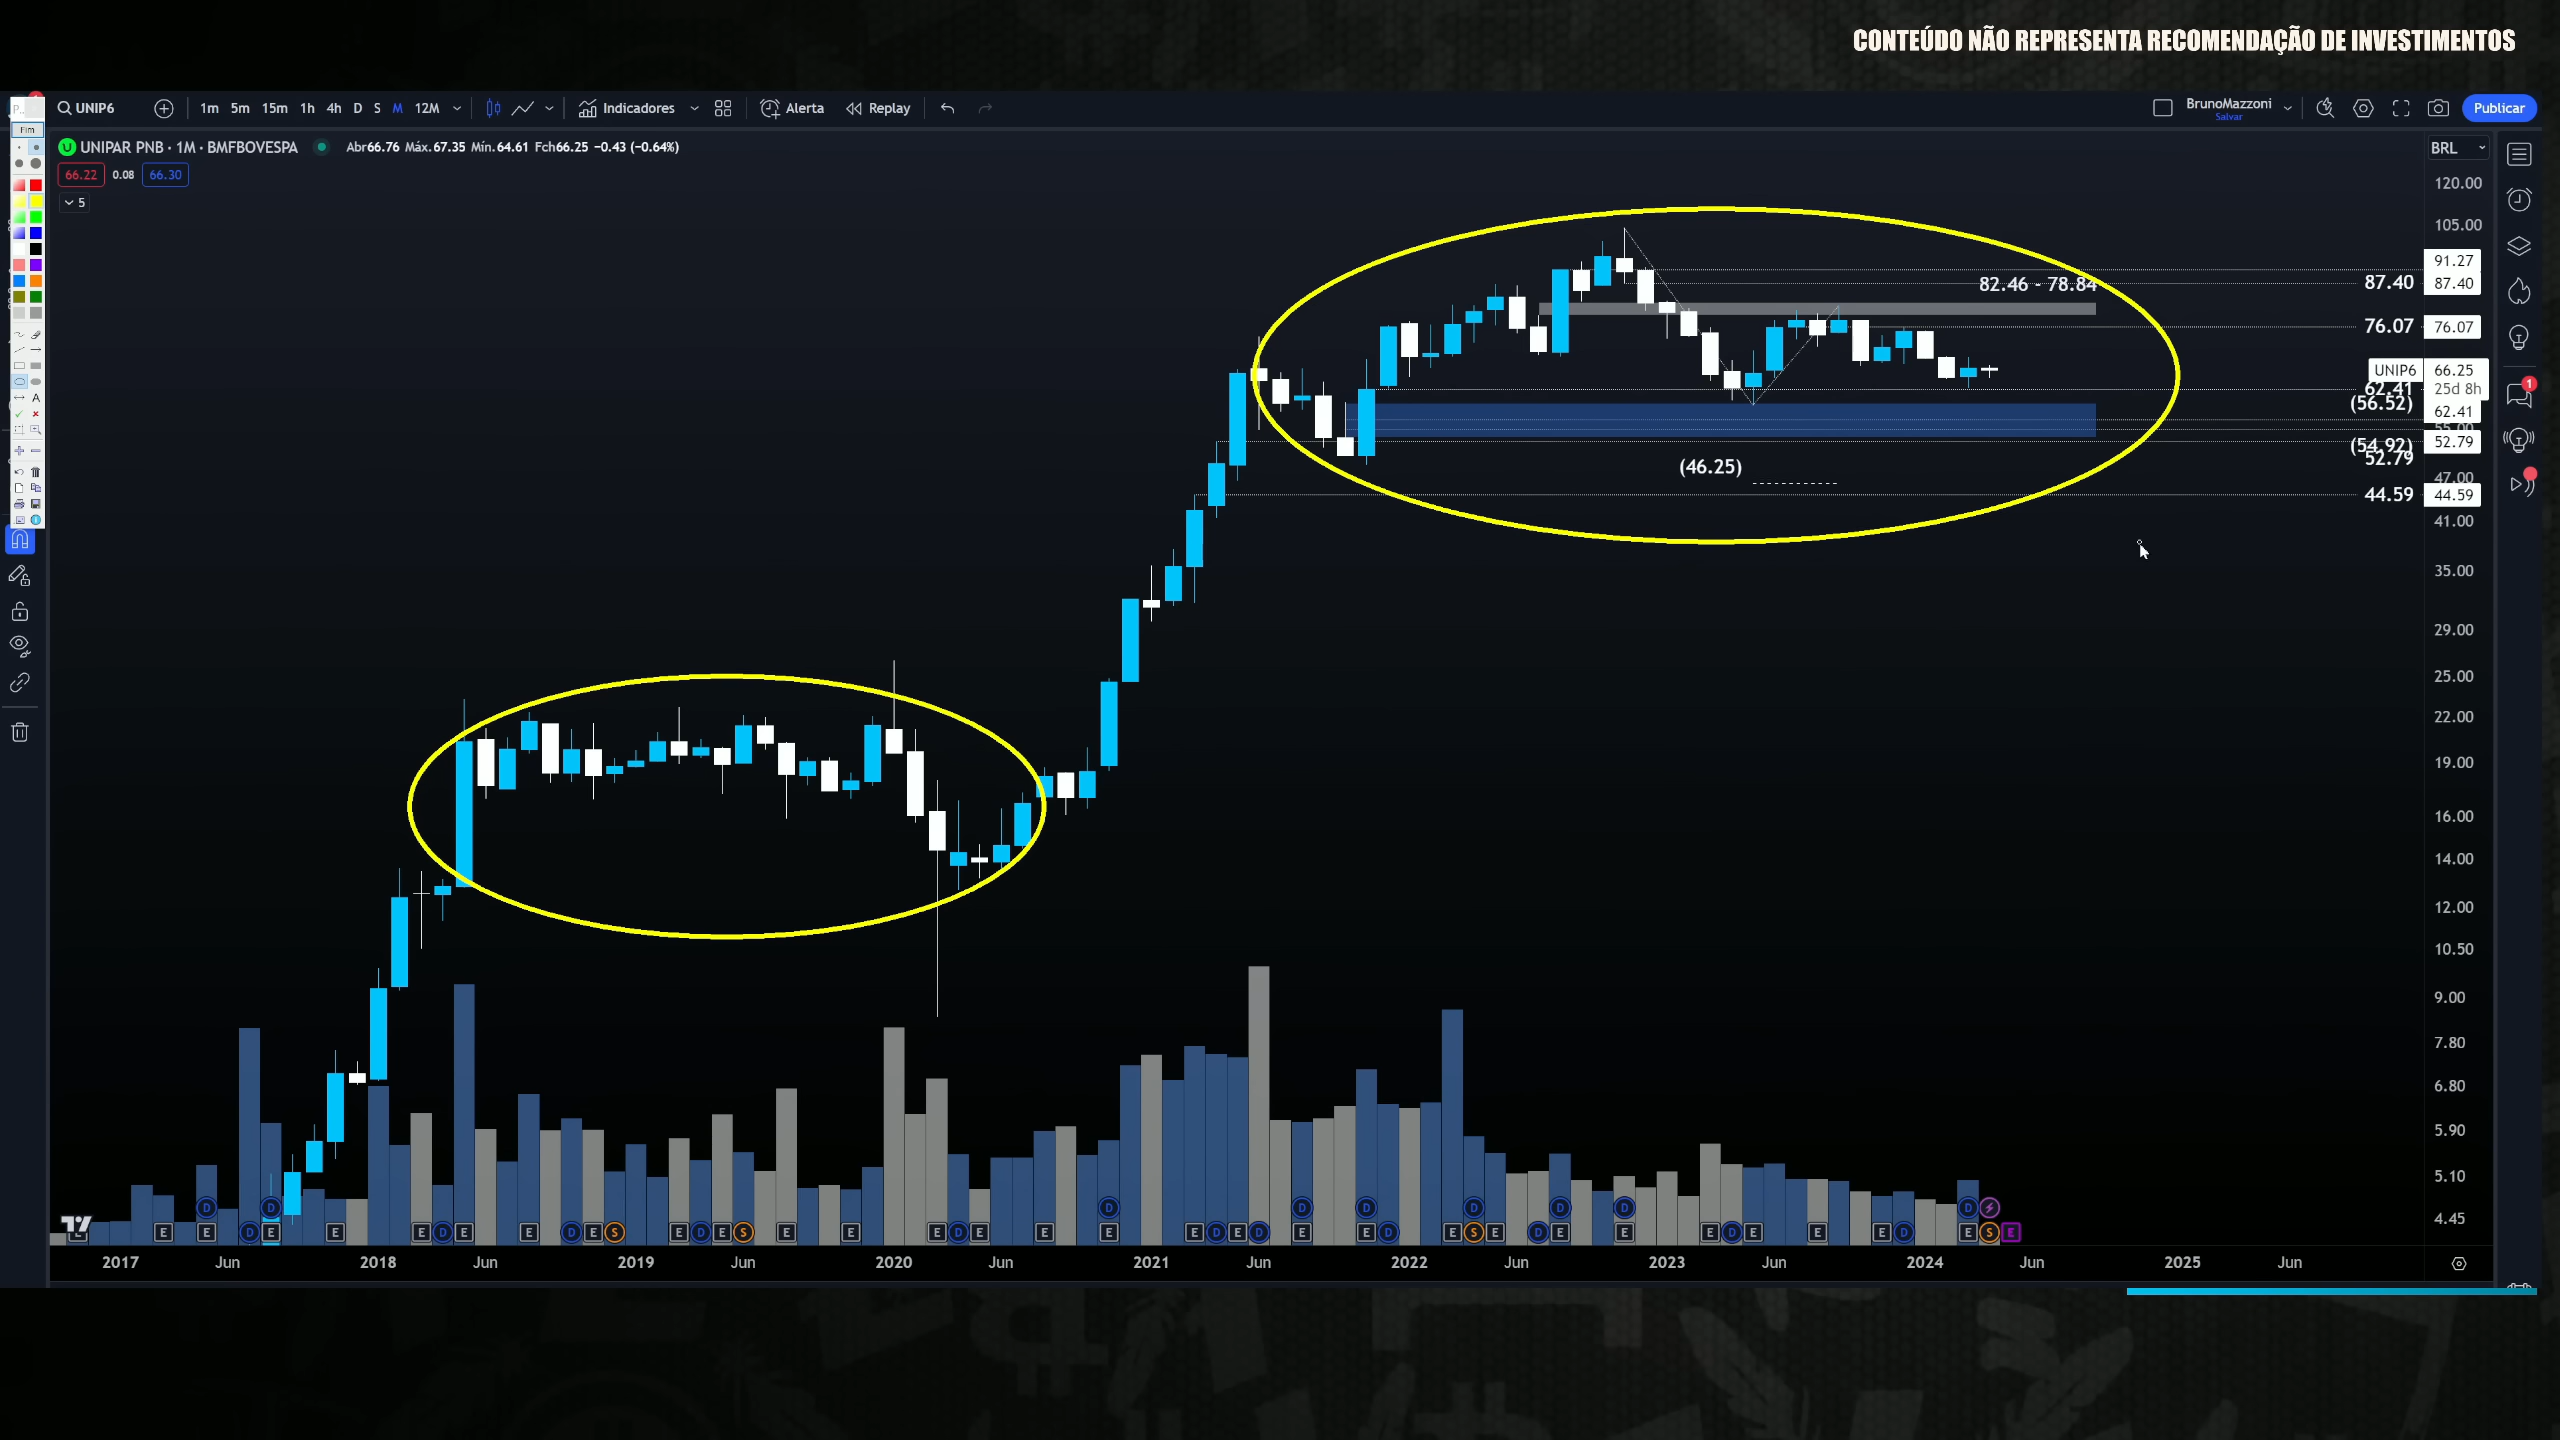 CONTEÚDO NÃO REPRESENTA RECOMENDAÇÃO DE INVESTIMENTOS
UNIP6 1m 5m 15m 1h 4h D S M 12M Indicadores Alerta Replay BrunoMazzoni Publicar
Salvar
Fim
UNIPAR PNB · 1M · BMFBOVESPA Abr66.76 Máx.67.35 Mín.64.61 Fch66.25 −0.43 (−0.64%)
BRL
66.22 0.08 66.30
5
120.00
105.00
91.27
82.46 - 78.84 87.40 87.40
76.07 76.07
UNIP6 66.25
62.41 25d 8h
(56.52) 62.41
55.00
(54.92) 52.79
52.79
(46.25)
47.00
44.59 44.59
41.00
35.00
29.00
25.00
22.00
19.00
16.00
14.00
12.00
10.50
9.00
7.80
6.80
5.90
5.10
4.45
D D D D D D D D D D
E E D E E E D E E D E S E D E S E E E D E E E E D E D E E D E S E D E E E D E E E D E S E
2017 Jun 2018 Jun 2019 Jun 2020 Jun 2021 Jun 2022 Jun 2023 Jun 2024 Jun 2025 Jun